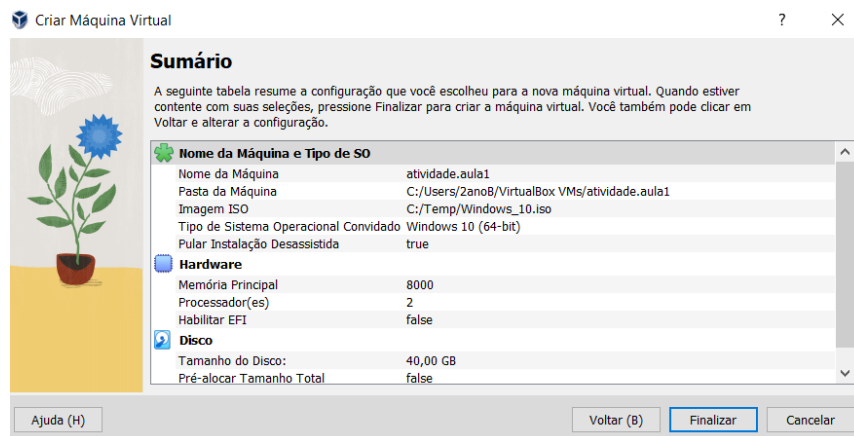 Criar Máquina Virtual
?
Sumário
A seguinte tabela resume a configuração que você escolheu para a nova máquina virtual. Quando estiver
contente com suas seleções, pressione Finalizar para criar a máquina virtual. Você também pode clicar em
Voltar e alterar a configuração.
Nome da Máquina e Tipo de SO
Nome da Máquina atividade.aula1
Pasta da Máquina C:/Users/2anoB/VirtualBox VMs/atividade.aula1
Imagem ISO C:/Temp/Windows_10.iso
Tipo de Sistema Operacional Convidado Windows 10 (64-bit)
Pular Instalação Desassistida true
Hardware
Memória Principal 8000
Processador(es) 2
Habilitar EFI false
Disco
Tamanho do Disco: 40,00 GB
Pré-alocar Tamanho Total false
Ajuda (H) Voltar (B) Finalizar Cancelar